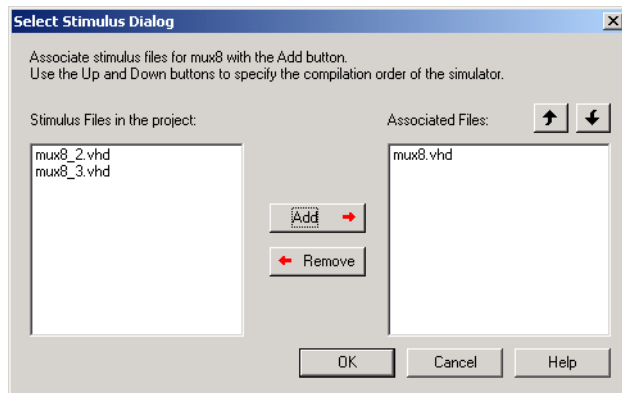 Select Stimulus Dialog
Associate stimulus files for mux8 with the Add button.
Use the Up and Down buttons to specify the compilation order of the simulator.
Stimulus Files in the project:
Associated Files:
mux8_2.vhd
mux8_3.vhd
mux8.vhd
Add
Remove
OK
Cancel
Help